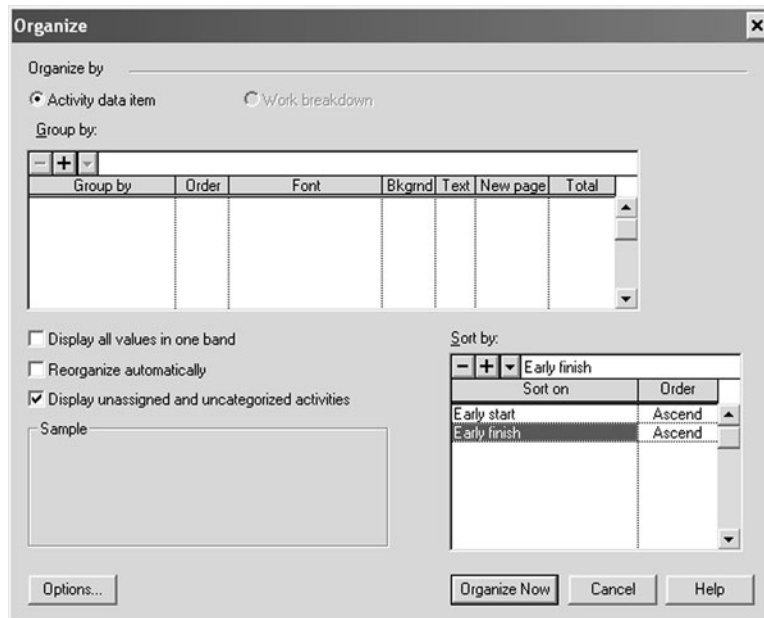 Organize
Organize by
Activity data item Work breakdown
Group by:
Group by Order Font Bkgrnd Text New page Total
Display all values in one band
Reorganize automatically
Display unassigned and uncategorized activities
Sample
Sort by:
Early finish
Sort on Order
Early start Ascend
Early finish Ascend
Options... Organize Now Cancel Help